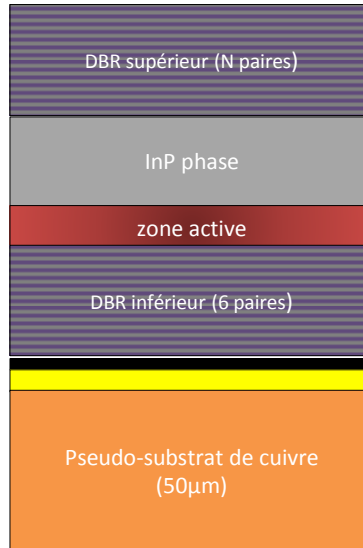 DBR supérieur (N paires)
InP phase
zone active
DBR inférieur (6 paires)
Pseudo-substrat de cuivre
(50µm)